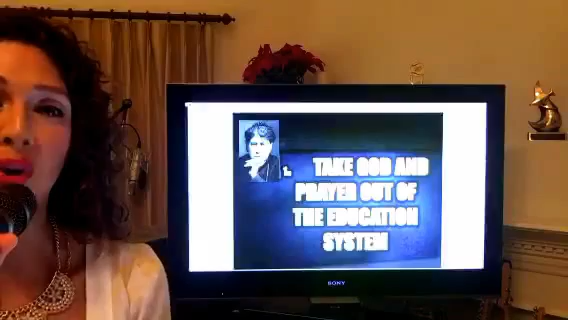 1. TAKE GOD AND
PRAYER OUT OF
THE EDUCATION
SYSTEM
SONY